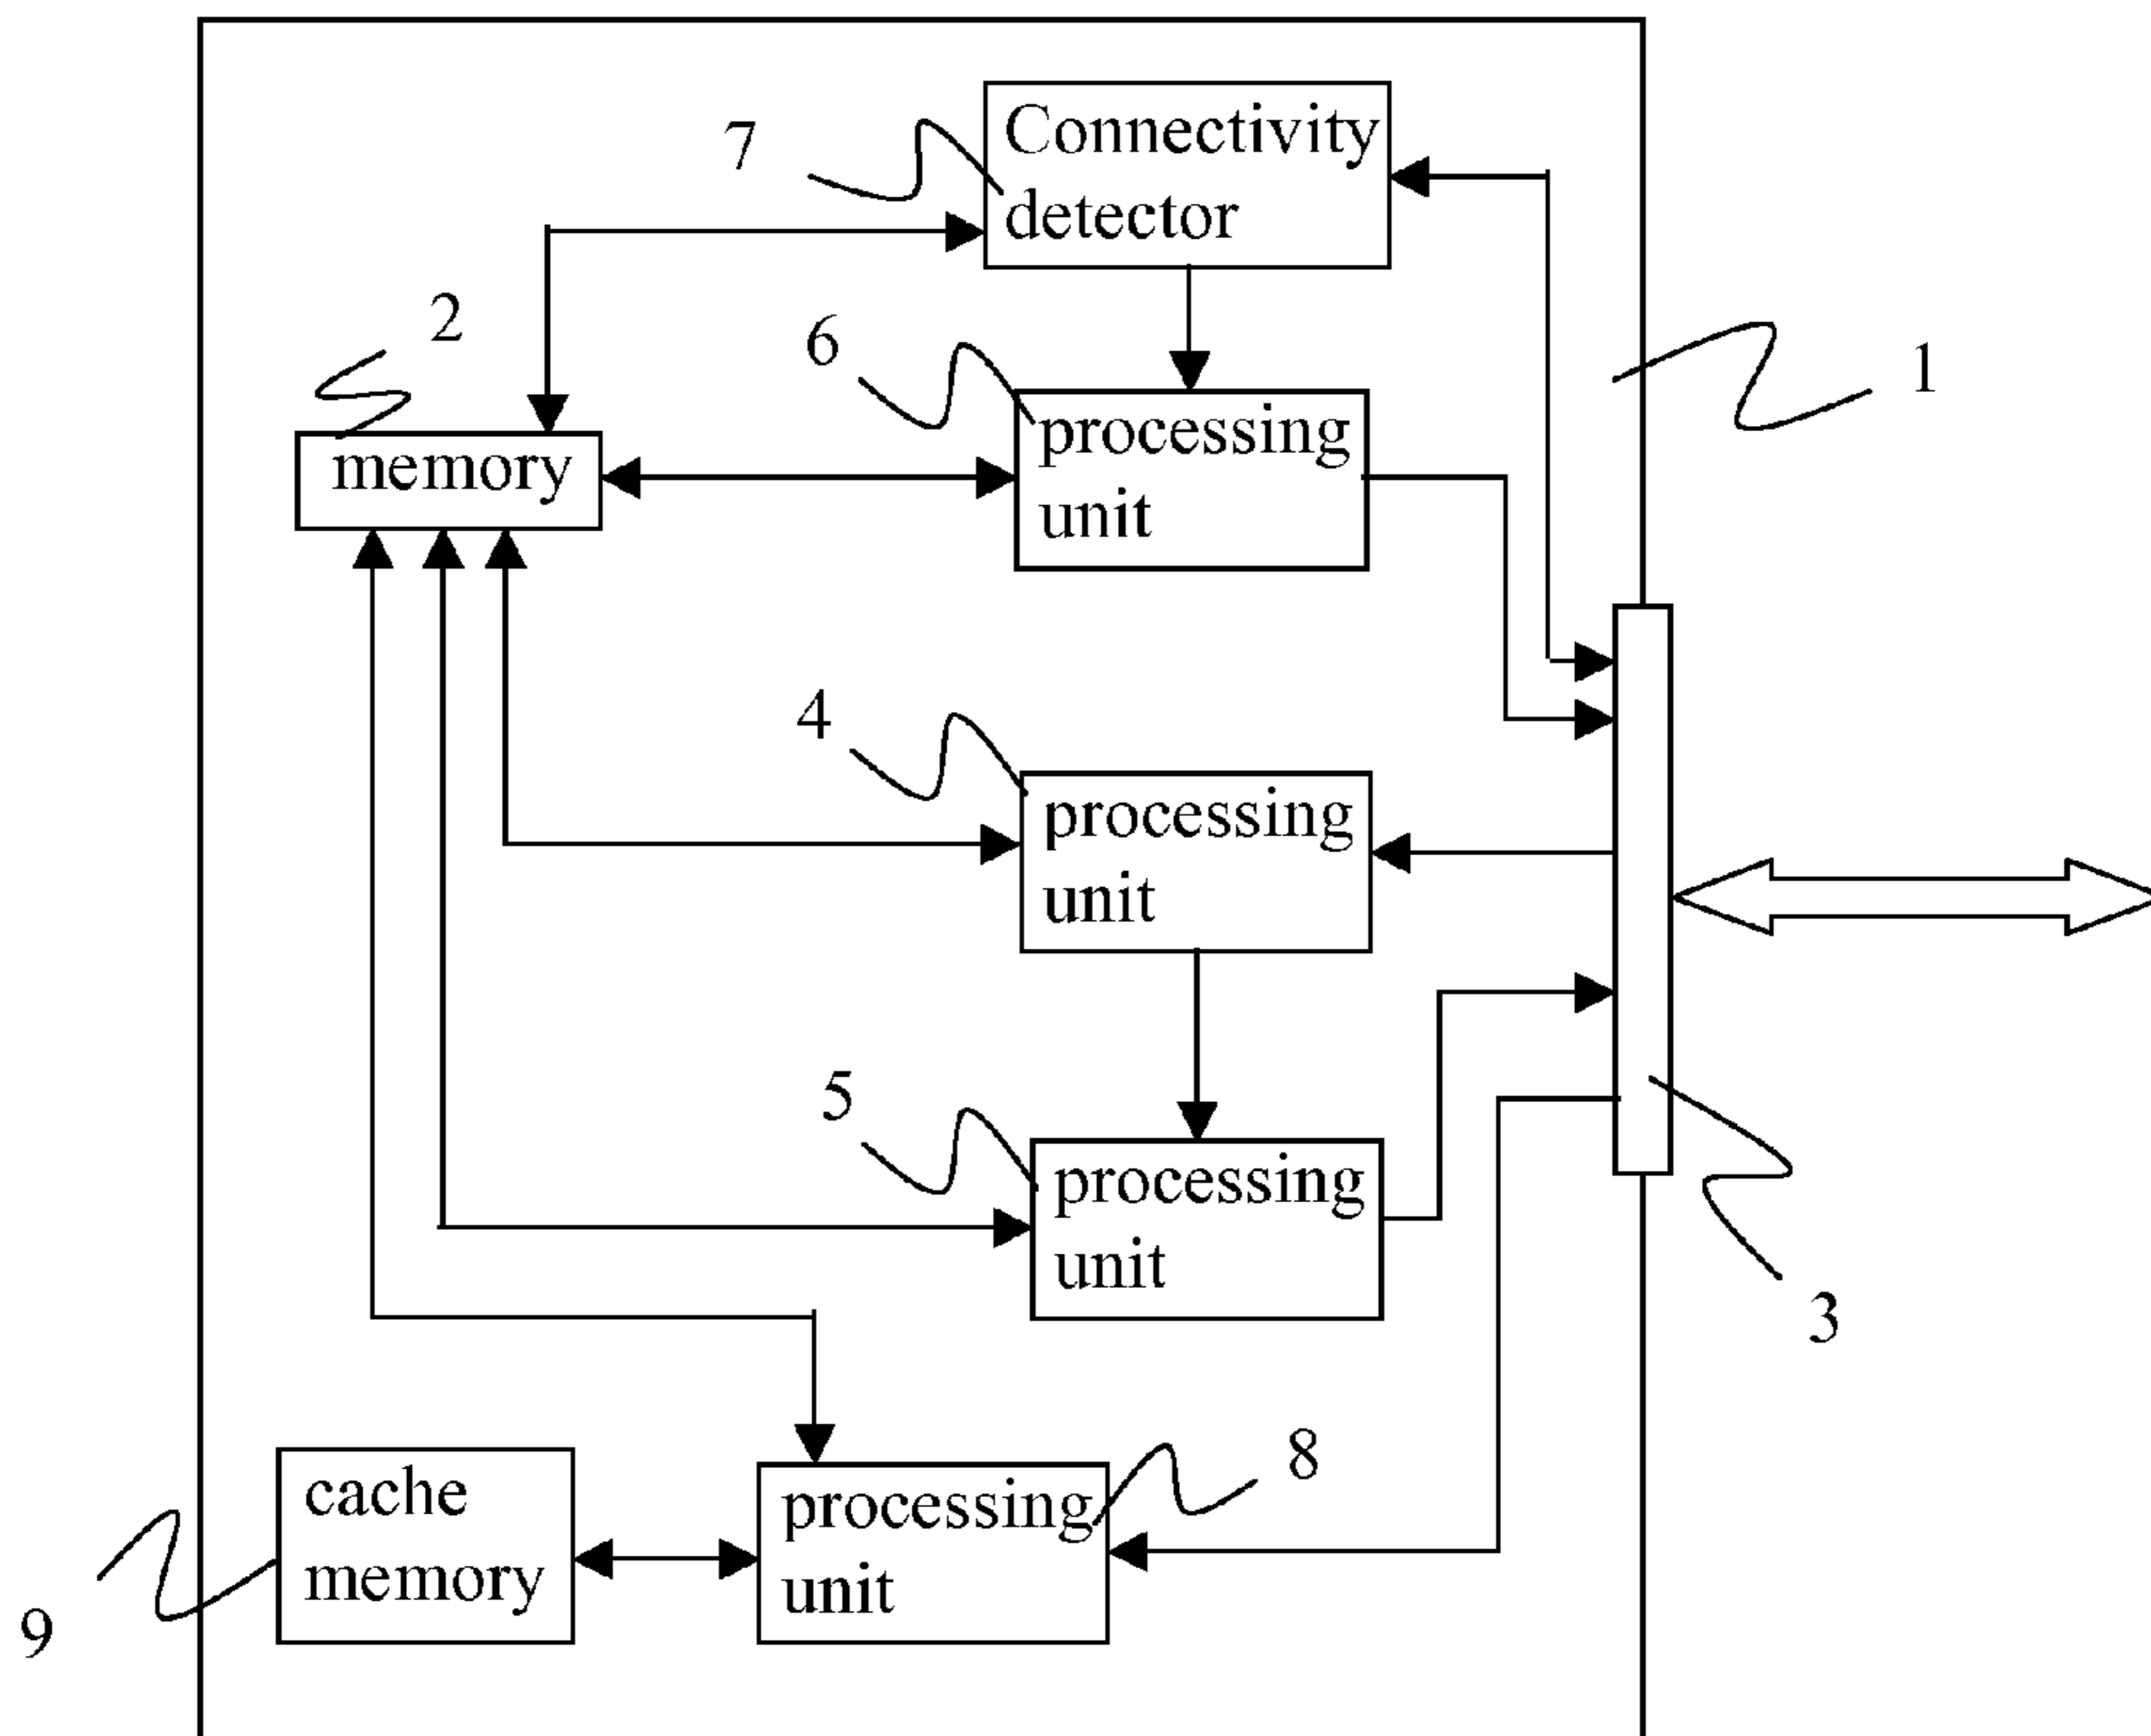 7
Connectivity
detector
2
6
1
memory
processing
unit
4
processing
unit
5
processing
unit
3
8
cache
memory
processing
unit
9